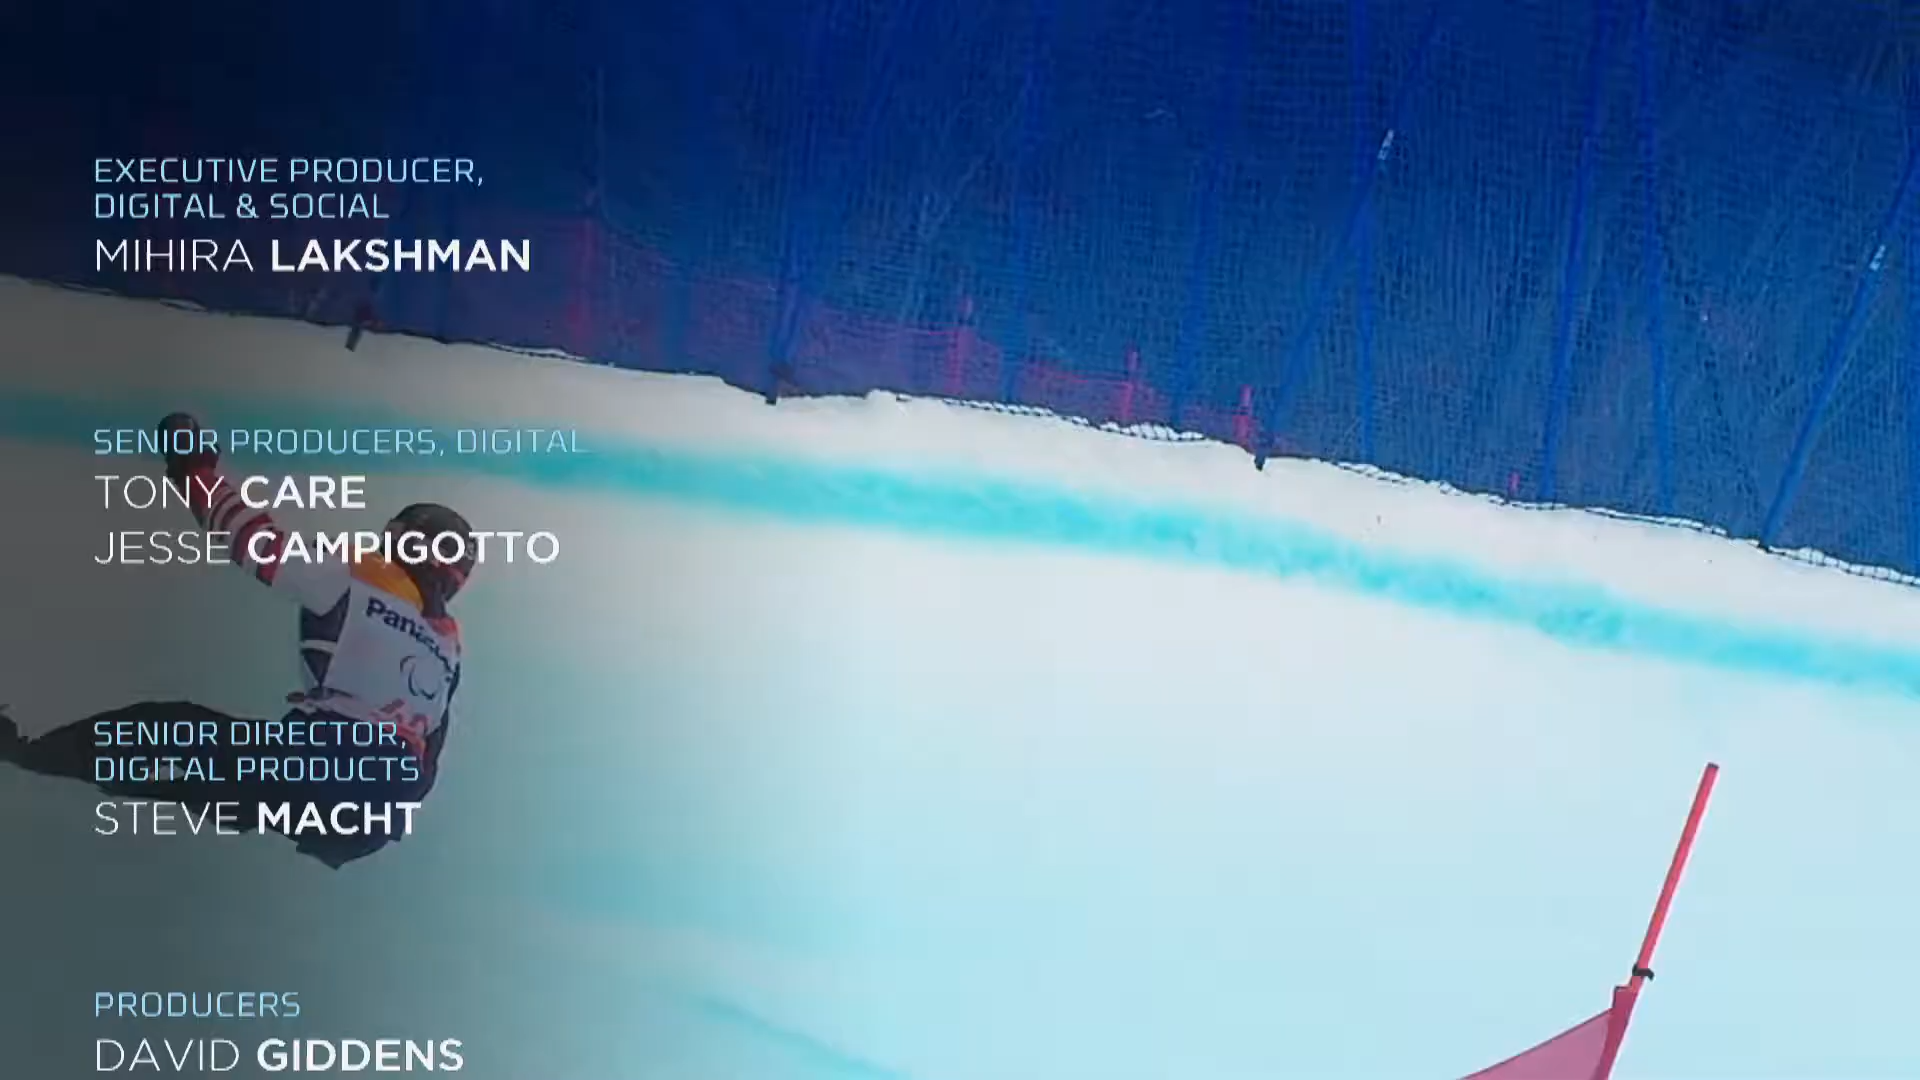 EXECUTIVE PRODUCER,
DIGITAL & SOCIAL
MIHIRA LAKSHMAN
SENIOR PRODUCERS, DIGITAL
TONY CARE
JESSE CAMPIGOTTO
Panasonic
SENIOR DIRECTOR,
DIGITAL PRODUCTS
STEVE MACHT
PRODUCERS
DAVID GIDDENS